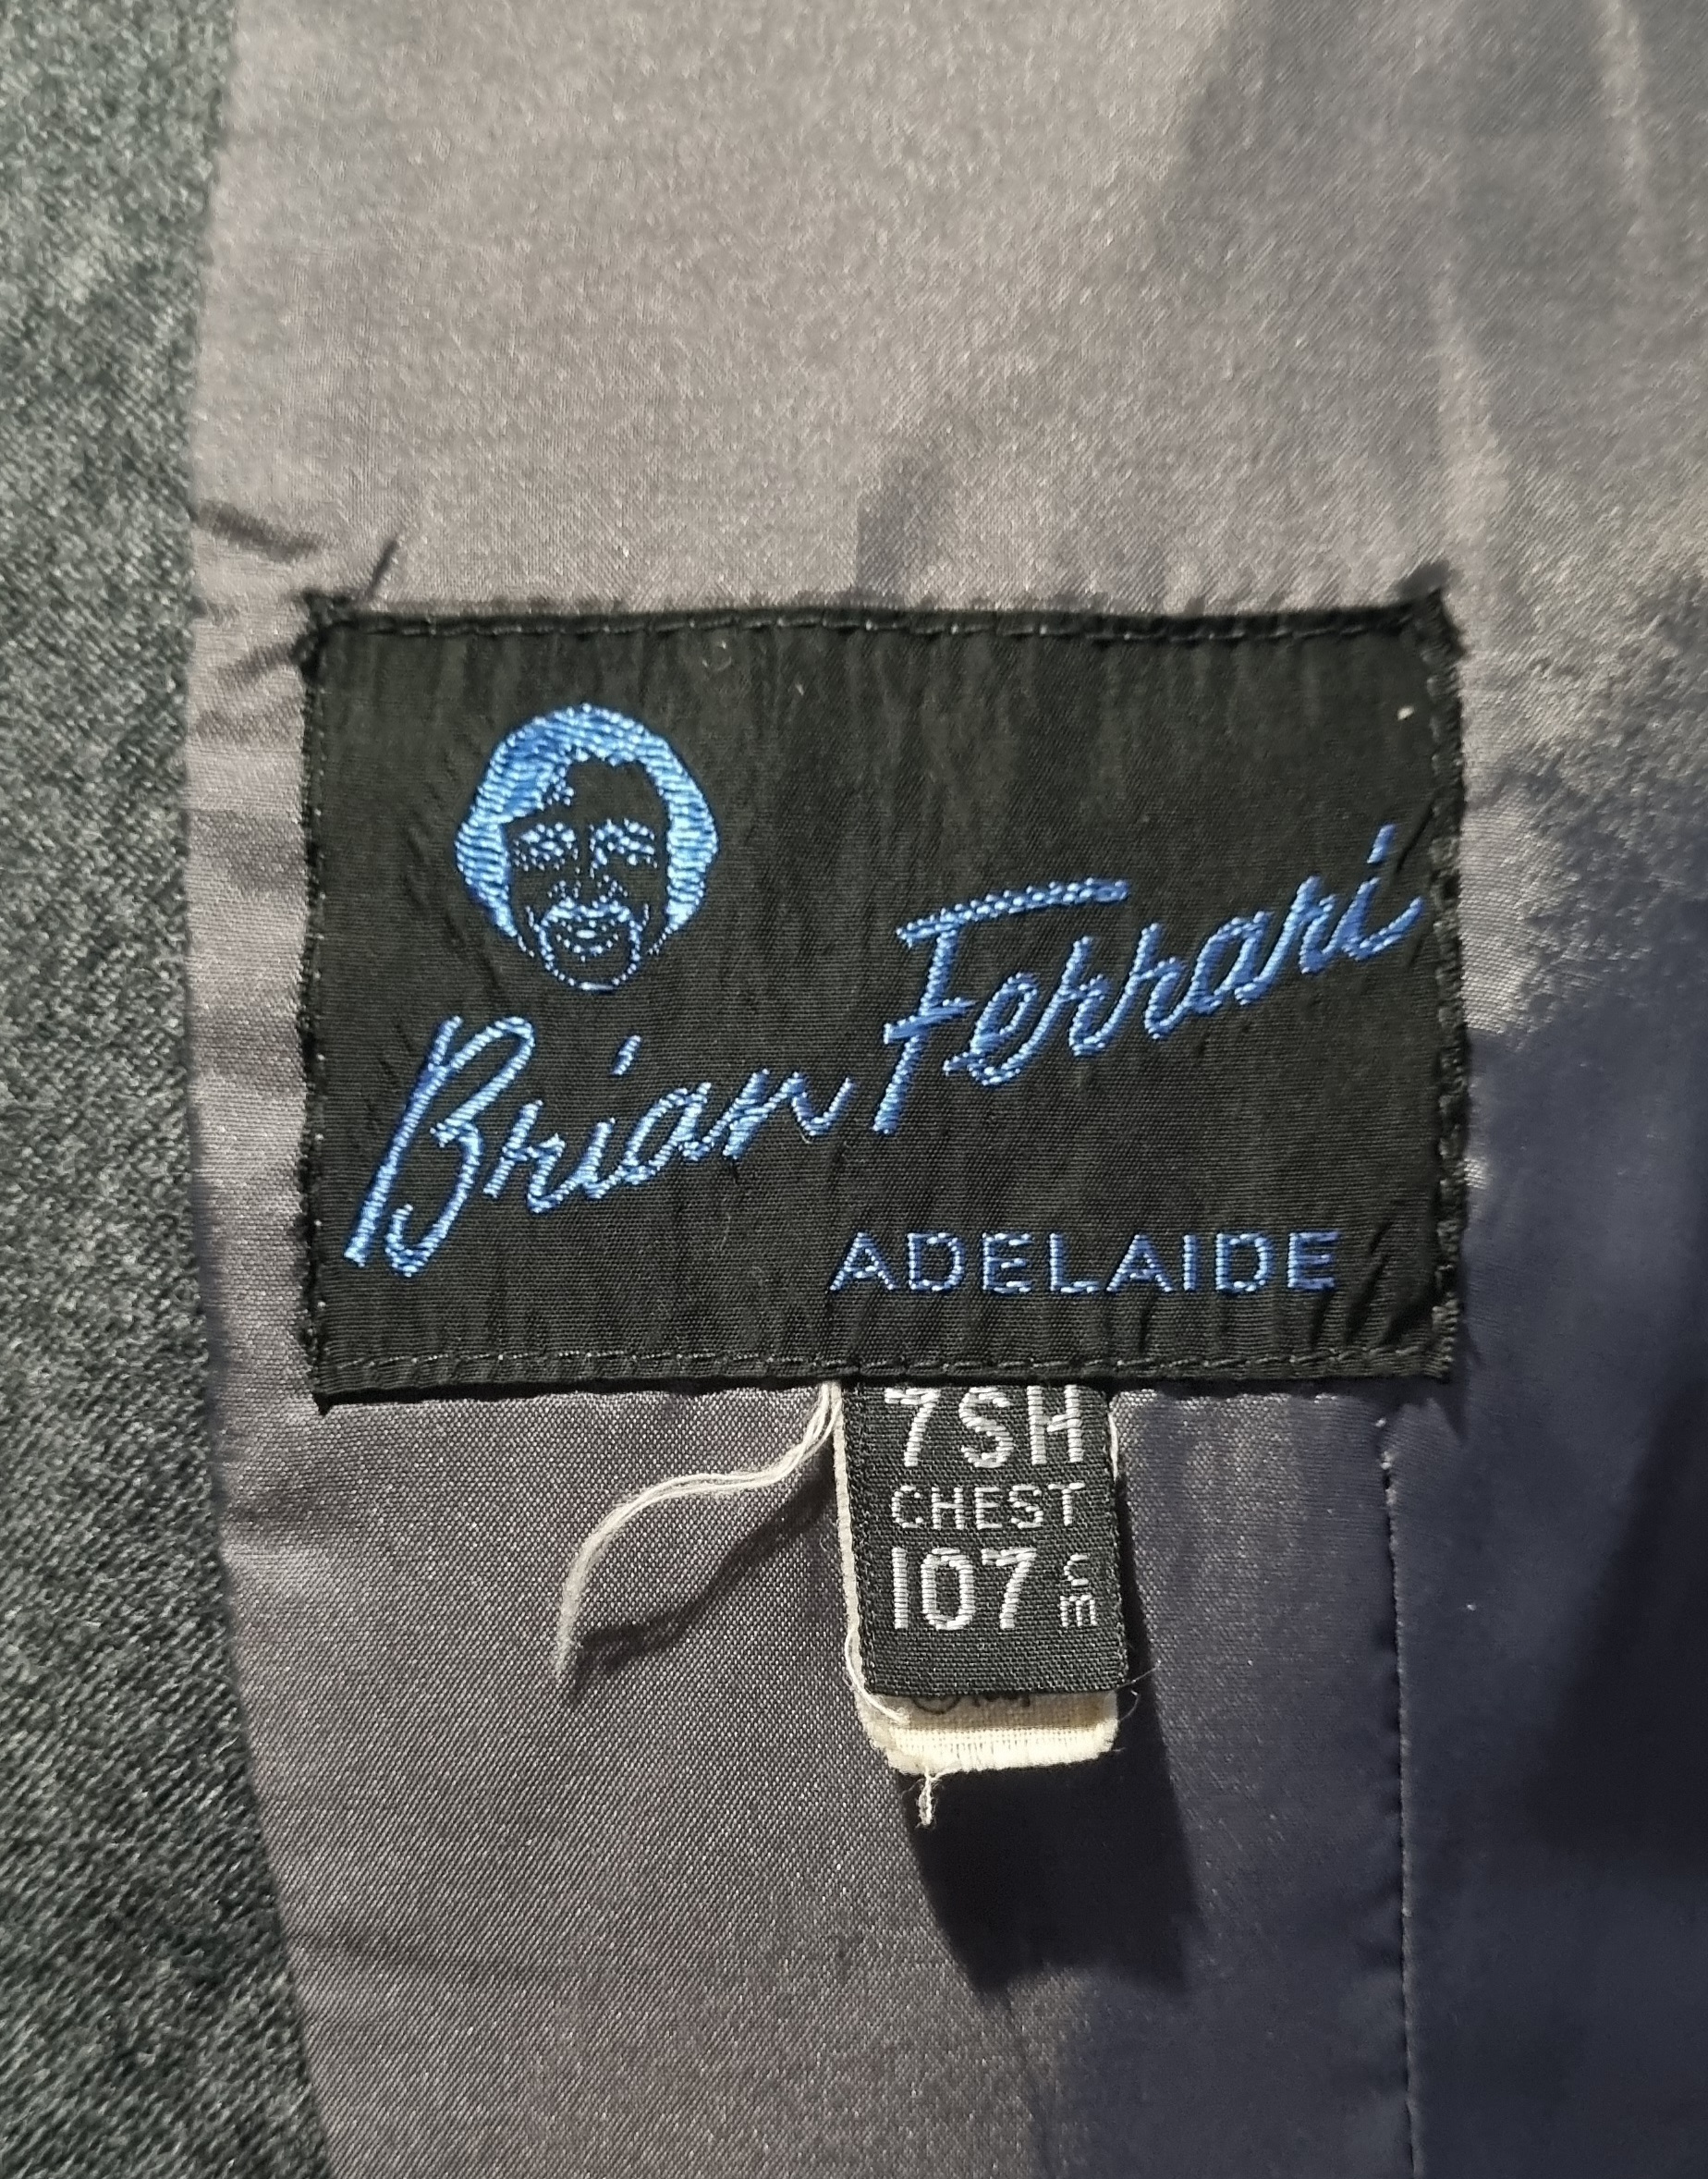 Brian Ferrari
ADELAIDE
7SH
CHEST
107 cm